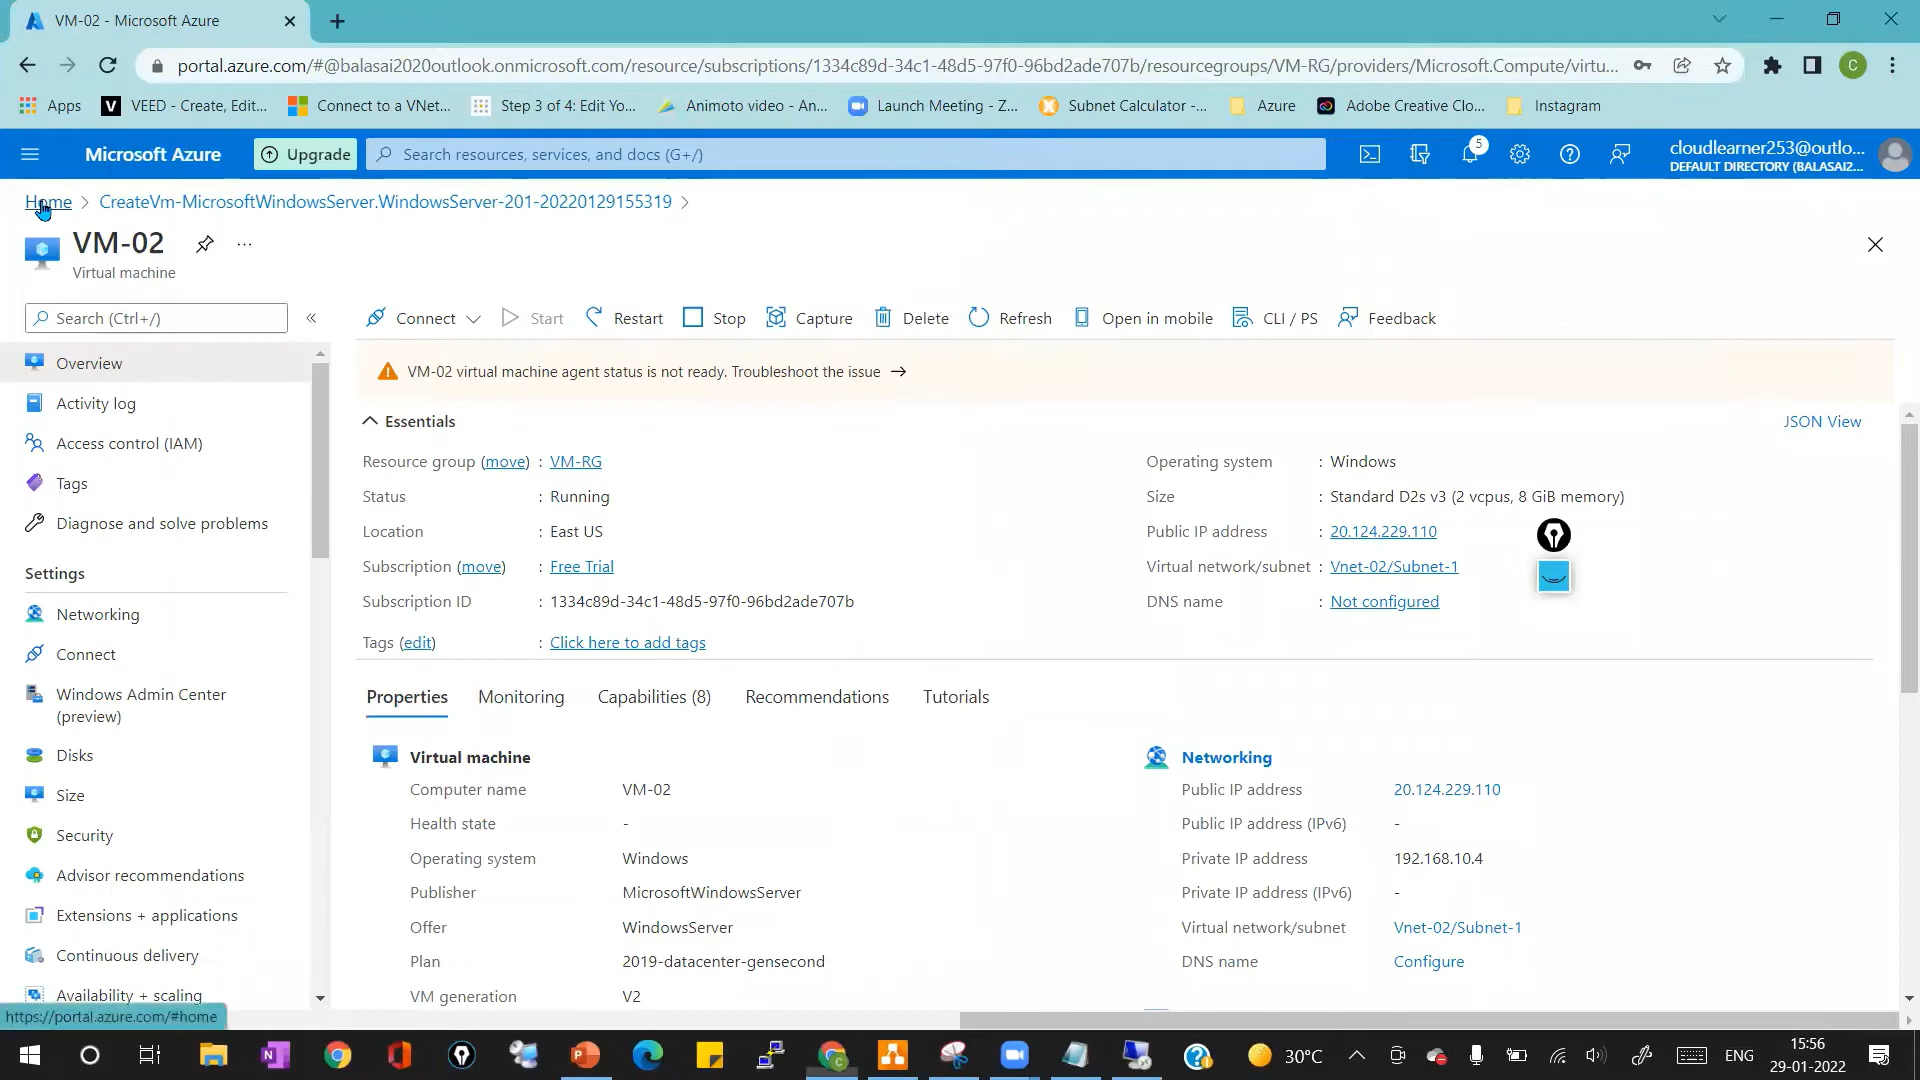 VM-02 - Microsoft Azure
portal.azure.com/#@balasai2020outlook.onmicrosoft.com/resource/subscriptions/1334c89d-34c1-48d5-97f0-96bd2ade707b/resourcegroups/VM-RG/providers/Microsoft.Compute/virtu...
C
Apps
V
VEED - Create, Edit...
Connect to a VNet...
Step 3 of 4: Edit Yo...
Animoto video - An...
Launch Meeting - Z...
Subnet Calculator -...
Azure
Adobe Creative Clo...
Instagram
Microsoft Azure
Upgrade
Search resources, services, and docs (G+/)
5
cloudlearner253@outlo...
DEFAULT DIRECTORY (BALASAI2...
Home > CreateVm-MicrosoftWindowsServer.WindowsServer-201-20220129155319 >
VM-02
...
Virtual machine
Search (Ctrl+/)
«
Connect
Start
Restart
Stop
Capture
Delete
Refresh
Open in mobile
CLI / PS
Feedback
VM-02 virtual machine agent status is not ready. Troubleshoot the issue →
Overview
Activity log
Access control (IAM)
Tags
Diagnose and solve problems
Settings
Networking
Connect
Windows Admin Center
(preview)
Disks
Size
Security
Advisor recommendations
Extensions + applications
Continuous delivery
Availability + scaling
Essentials
JSON View
Resource group (move) : VM-RG
Status : Running
Location : East US
Subscription (move) : Free Trial
Subscription ID : 1334c89d-34c1-48d5-97f0-96bd2ade707b
Tags (edit) : Click here to add tags
Operating system : Windows
Size : Standard D2s v3 (2 vcpus, 8 GiB memory)
Public IP address : 20.124.229.110
Virtual network/subnet : Vnet-02/Subnet-1
DNS name : Not configured
Properties
Monitoring
Capabilities (8)
Recommendations
Tutorials
Virtual machine
Computer name VM-02
Health state -
Operating system Windows
Publisher MicrosoftWindowsServer
Offer WindowsServer
Plan 2019-datacenter-gensecond
VM generation V2
Networking
Public IP address 20.124.229.110
Public IP address (IPv6) -
Private IP address 192.168.10.4
Private IP address (IPv6) -
Virtual network/subnet Vnet-02/Subnet-1
DNS name Configure
https://portal.azure.com/#home
30°C
ENG
15:56
29-01-2022